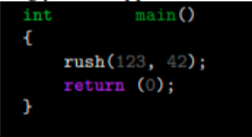 int main()
{
rush(123, 42);
return (0);
}